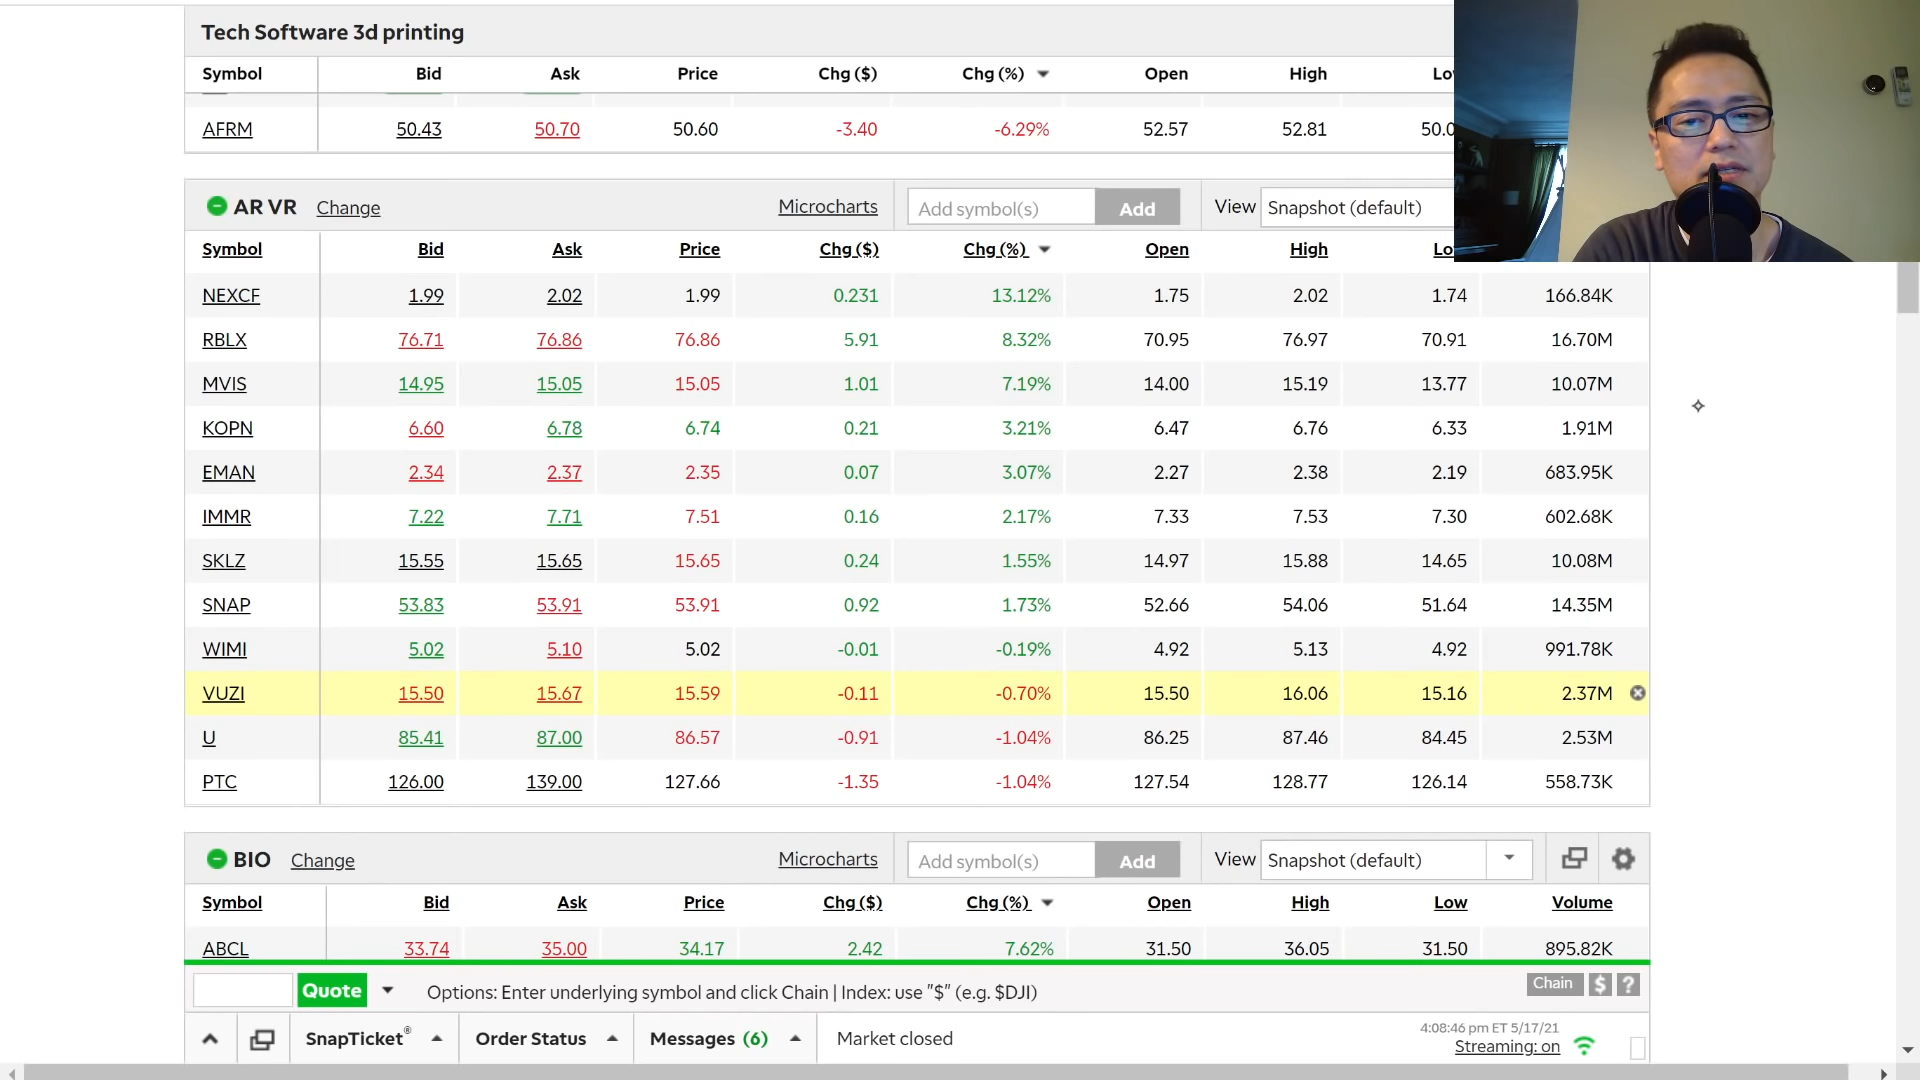 Tech Software 3d printing
Symbol Bid Ask Price Chg ($) Chg (%) Open High Lo
AFRM 50.43 50.70 50.60 -3.40 -6.29% 52.57 52.81 50.0
AR VR Change Microcharts Add symbol(s) Add View Snapshot (default)
Symbol Bid Ask Price Chg ($) Chg (%) Open High Lo
NEXCF 1.99 2.02 1.99 0.231 13.12% 1.75 2.02 1.74 166.84K
RBLX 76.71 76.86 76.86 5.91 8.32% 70.95 76.97 70.91 16.70M
MVIS 14.95 15.05 15.05 1.01 7.19% 14.00 15.19 13.77 10.07M
KOPN 6.60 6.78 6.74 0.21 3.21% 6.47 6.76 6.33 1.91M
EMAN 2.34 2.37 2.35 0.07 3.07% 2.27 2.38 2.19 683.95K
IMMR 7.22 7.71 7.51 0.16 2.17% 7.33 7.53 7.30 602.68K
SKLZ 15.55 15.65 15.65 0.24 1.55% 14.97 15.88 14.65 10.08M
SNAP 53.83 53.91 53.91 0.92 1.73% 52.66 54.06 51.64 14.35M
WIMI 5.02 5.10 5.02 -0.01 -0.19% 4.92 5.13 4.92 991.78K
VUZI 15.50 15.67 15.59 -0.11 -0.70% 15.50 16.06 15.16 2.37M
U 85.41 87.00 86.57 -0.91 -1.04% 86.25 87.46 84.45 2.53M
PTC 126.00 139.00 127.66 -1.35 -1.04% 127.54 128.77 126.14 558.73K
BIO Change Microcharts Add symbol(s) Add View Snapshot (default)
Symbol Bid Ask Price Chg ($) Chg (%) Open High Low Volume
ABCL 33.74 35.00 34.17 2.42 7.62% 31.50 36.05 31.50 895.82K
Quote Options: Enter underlying symbol and click Chain | Index: use "$" (e.g. $DJI) Chain $ ?
SnapTicket® Order Status Messages (6) Market closed 4:08:46 pm ET 5/17/21
Streaming: on